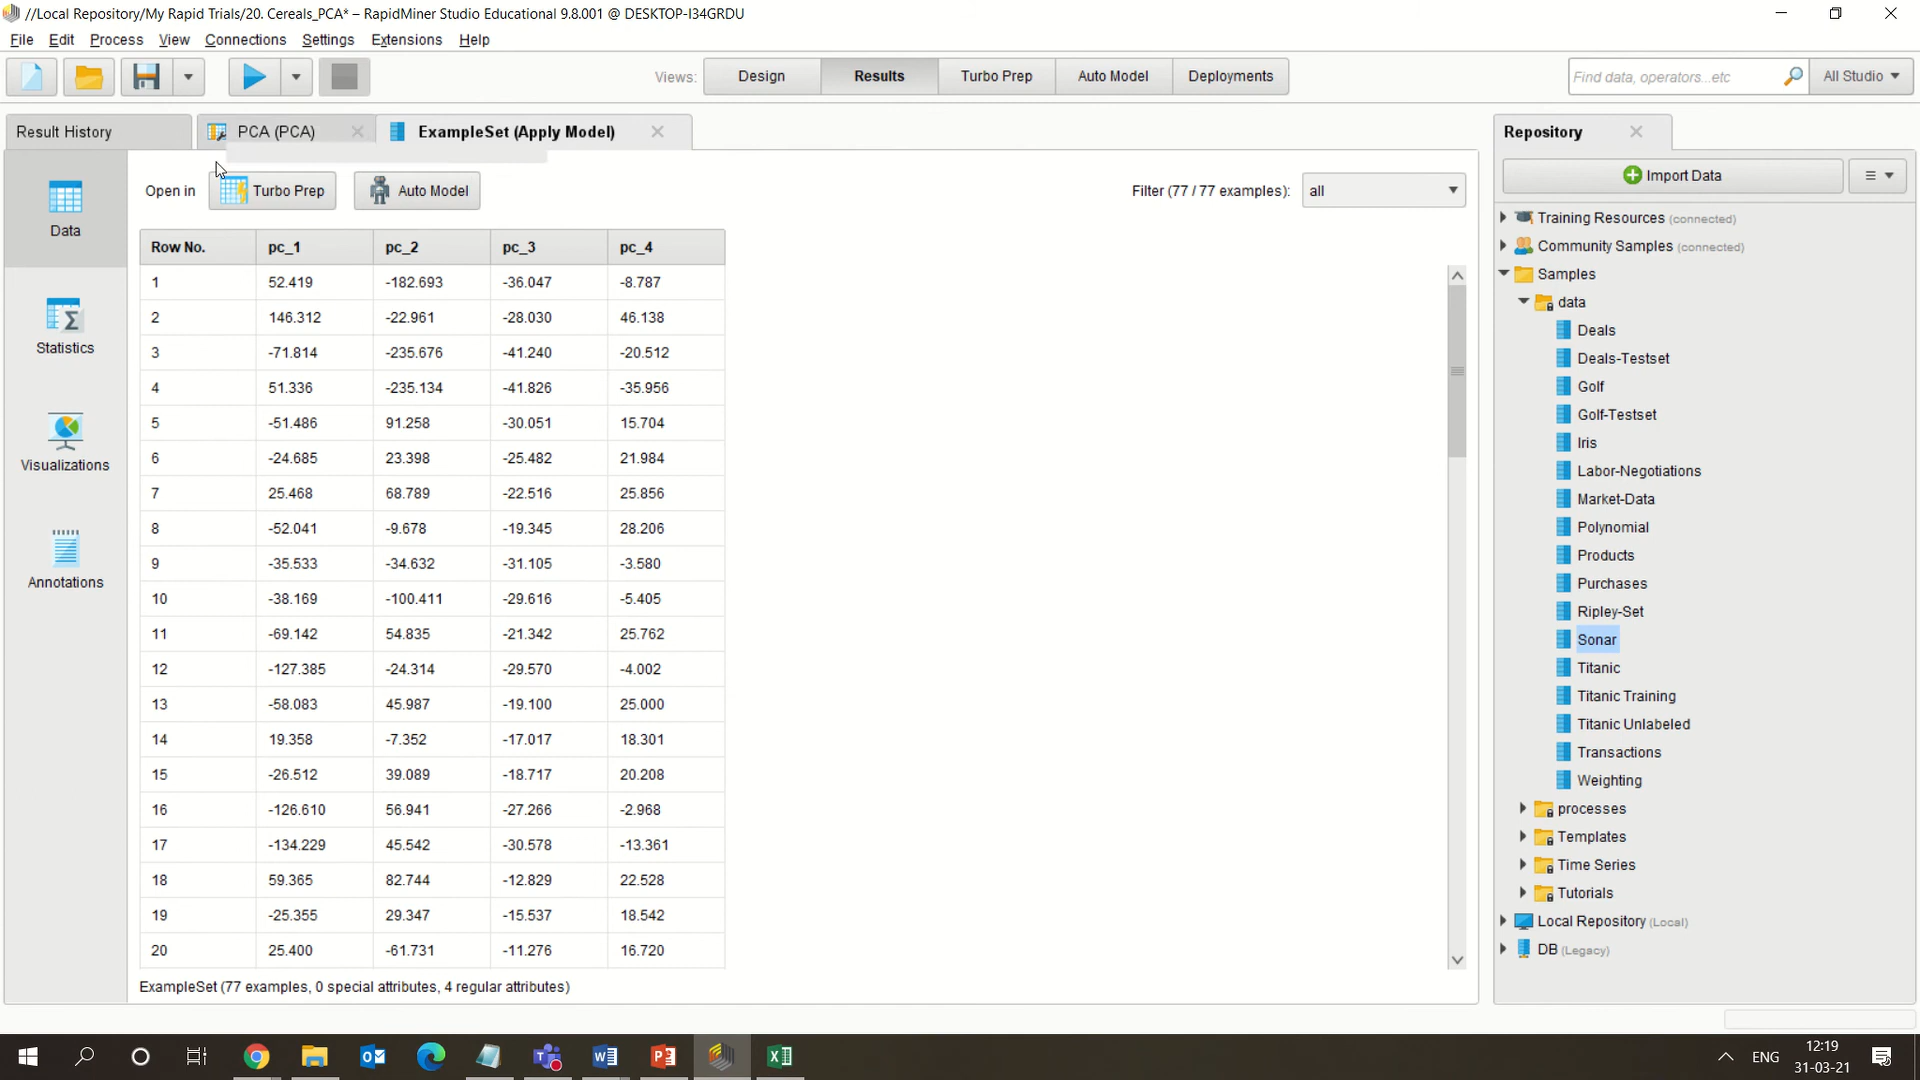 //Local Repository/My Rapid Trials/20. Cereals_PCA* – RapidMiner Studio Educational 9.8.001 @ DESKTOP-I34GRDU
File Edit Process View Connections Settings Extensions Help
Views: Design Results Turbo Prep Auto Model Deployments Find data, operators...etc All Studio
Result History PCA (PCA) ExampleSet (Apply Model) Repository
Open in Turbo Prep Auto Model Filter (77 / 77 examples): all
Data
Statistics
Visualizations
Annotations
Row No. pc_1 pc_2 pc_3 pc_4
1 52.419 -182.693 -36.047 -8.787
2 146.312 -22.961 -28.030 46.138
3 -71.814 -235.676 -41.240 -20.512
4 51.336 -235.134 -41.826 -35.956
5 -51.486 91.258 -30.051 15.704
6 -24.685 23.398 -25.482 21.984
7 25.468 68.789 -22.516 25.856
8 -52.041 -9.678 -19.345 28.206
9 -35.533 -34.632 -31.105 -3.580
10 -38.169 -100.411 -29.616 -5.405
11 -69.142 54.835 -21.342 25.762
12 -127.385 -24.314 -29.570 -4.002
13 -58.083 45.987 -19.100 25.000
14 19.358 -7.352 -17.017 18.301
15 -26.512 39.089 -18.717 20.208
16 -126.610 56.941 -27.266 -2.968
17 -134.229 45.542 -30.578 -13.361
18 59.365 82.744 -12.829 22.528
19 -25.355 29.347 -15.537 18.542
20 25.400 -61.731 -11.276 16.720
ExampleSet (77 examples, 0 special attributes, 4 regular attributes)
Import Data
Training Resources (connected)
Community Samples (connected)
Samples
data
Deals
Deals-Testset
Golf
Golf-Testset
Iris
Labor-Negotiations
Market-Data
Polynomial
Products
Purchases
Ripley-Set
Sonar
Titanic
Titanic Training
Titanic Unlabeled
Transactions
Weighting
processes
Templates
Time Series
Tutorials
Local Repository (Local)
DB (Legacy)
ENG
12:19
31-03-21